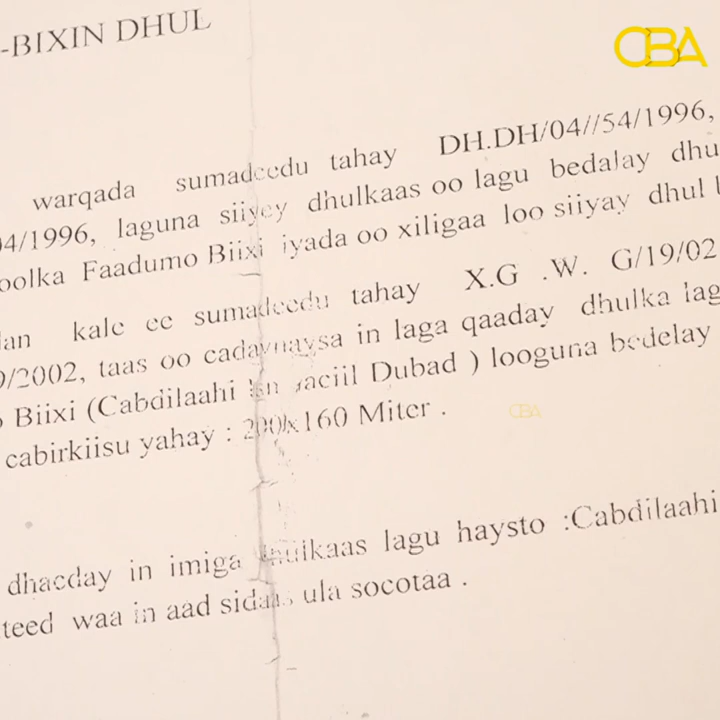 -BIXIN DHUL
CBA
warqada sumadeedu tahay DH.DH/04//54/1996,
04/1996, laguna siiyey dhulkaas oo lagu bedalay dhu
oolka Faadumo Biixi iyada oo xiligaa loo siiyay dhul l
lan kale ee sumadeedu tahay X.G .W. G/19/02
9/2002, taas oo cadaynaysa in laga qaaday dhulka lag
o Biixi (Cabdilaahi Dubad ) looguna bedelay
cabirkiisu yahay : 200x160 Miter .
CBA
dhacday in imiga dhulkaas lagu haysto :Cabdilaahi
teed waa in aad sidaas ula socotaa .